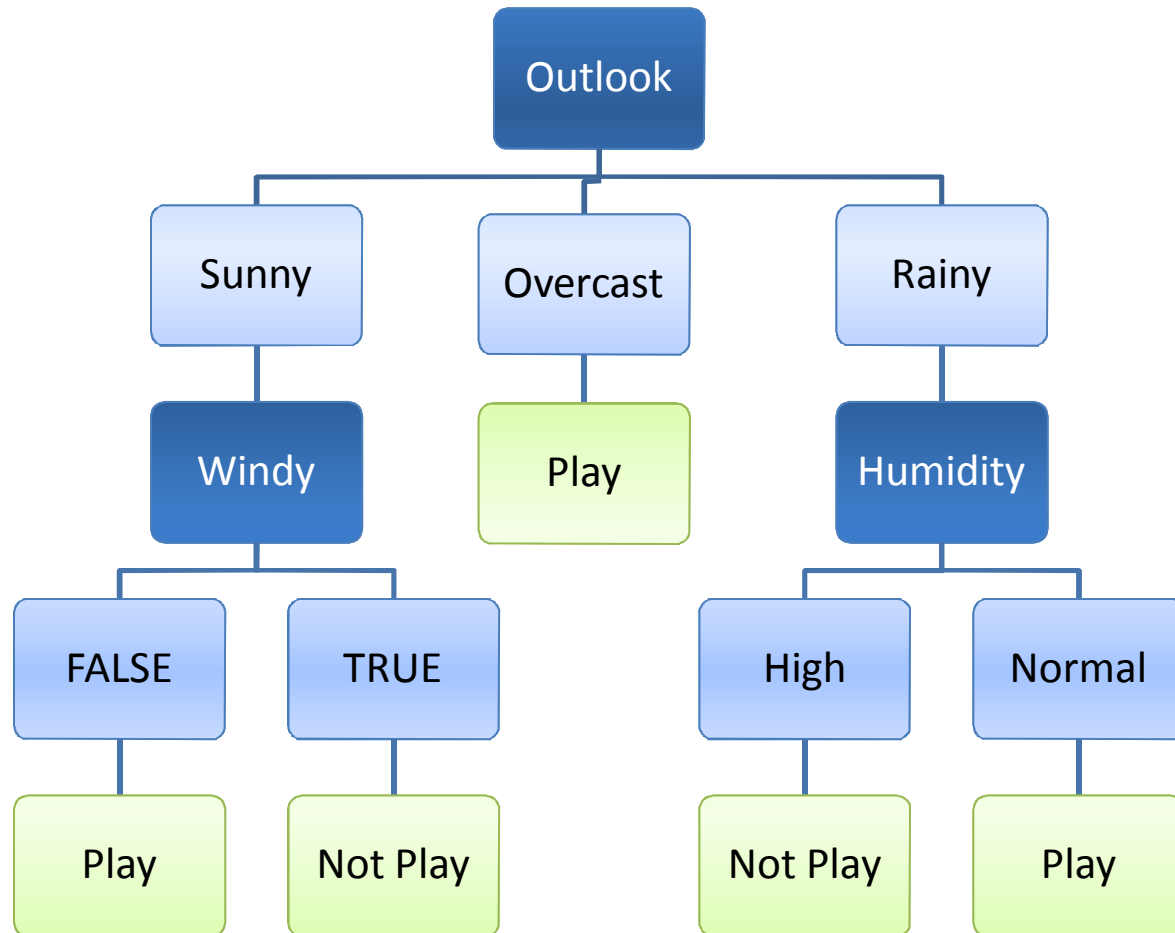 Outlook
Sunny
Overcast
Rainy
Windy
Play
Humidity
FALSE
TRUE
High
Normal
Play
Not Play
Not Play
Play